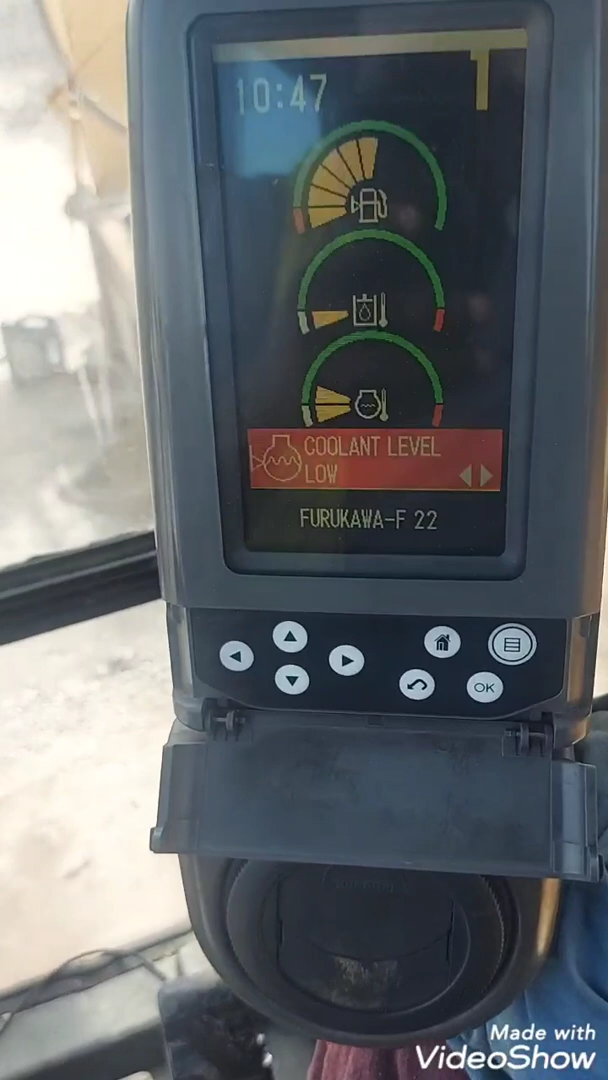 10:47
COOLANT LEVEL
LOW
FURUKAWA-F 22
OK
Made with
VideoShow